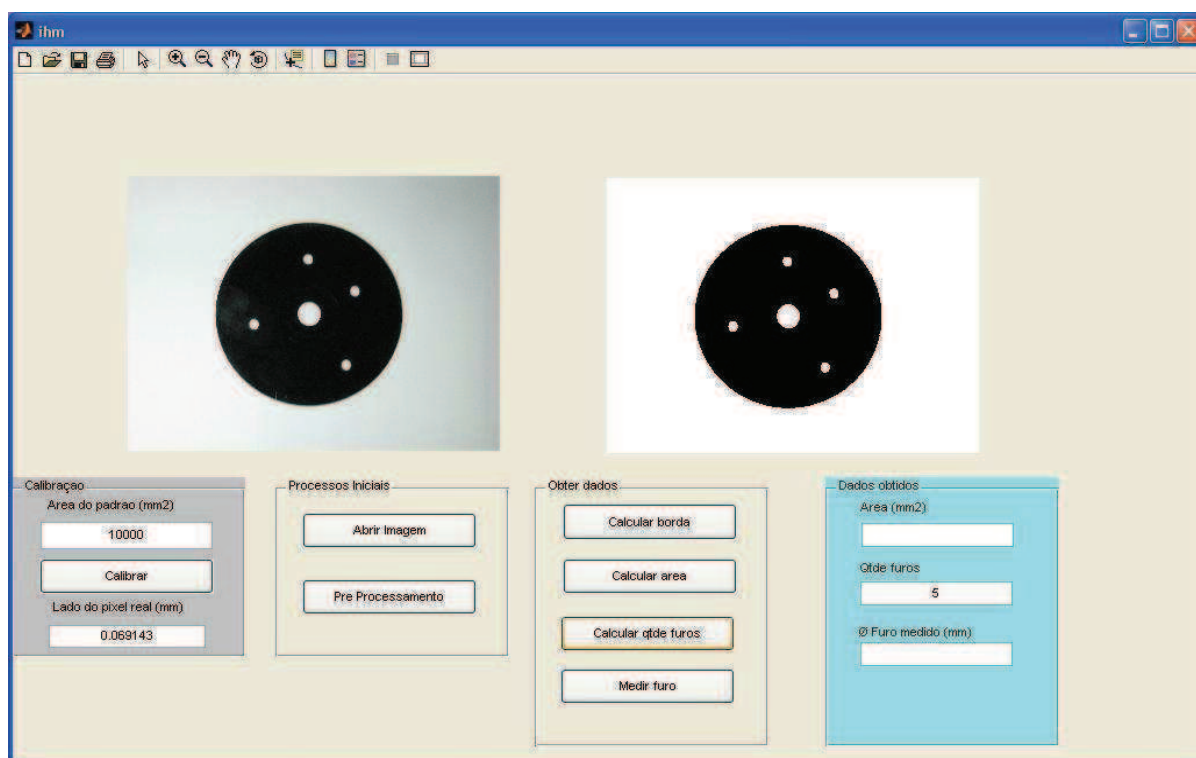 ihm
Calibraçao
Area do padrao (mm2)
10000
Calibrar
Lado do pixel real (mm)
0.069143
Processos Iniciais
Abrir Imagem
Pre Processamento
Obter dados
Calcular borda
Calcular area
Calcular qtde furos
Medir furo
Dados obtidos
Area (mm2)
Qtde furos
5
Ø Furo medido (mm)